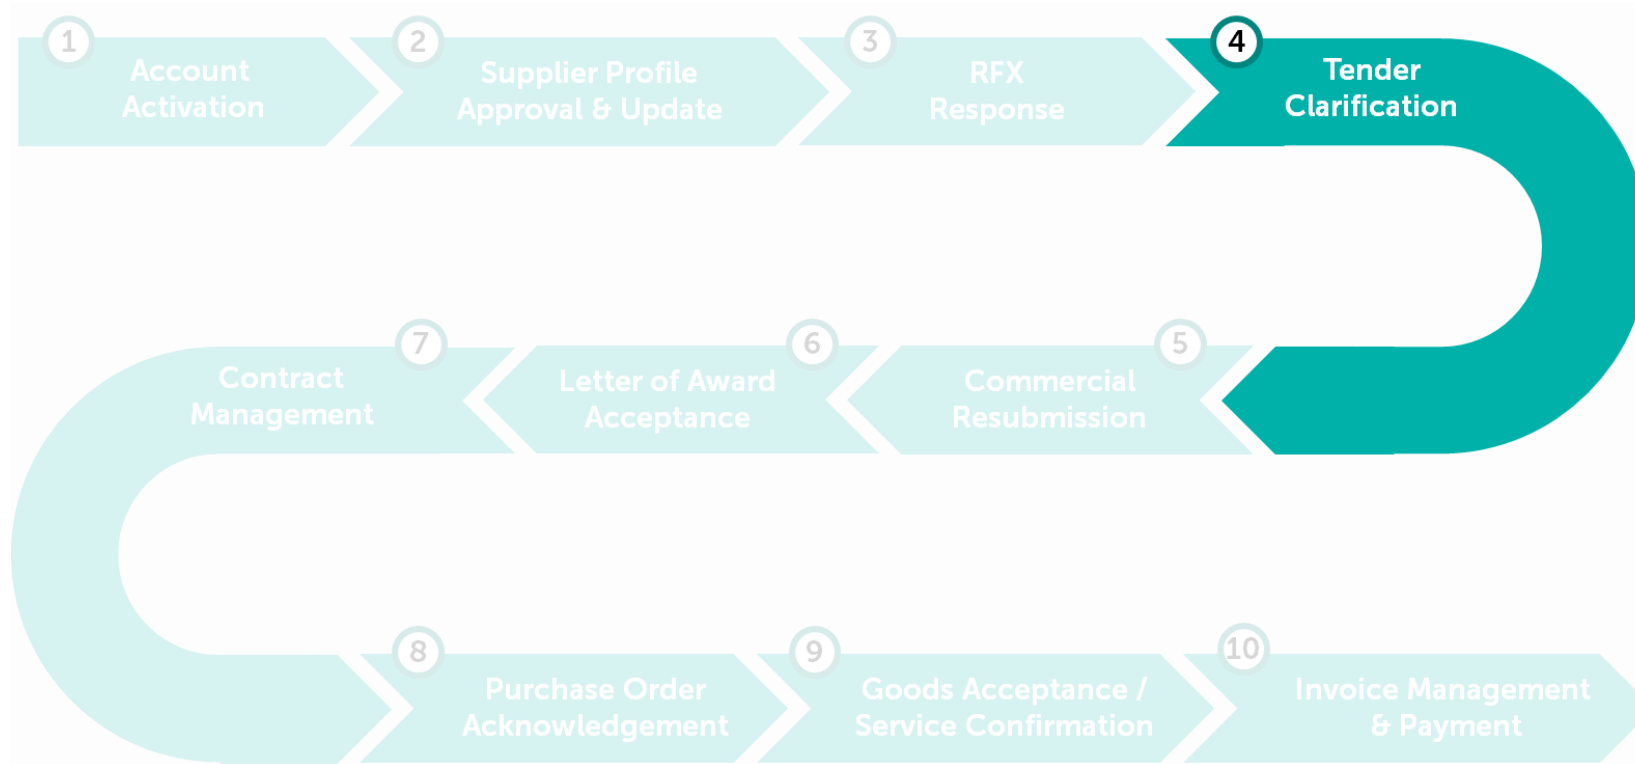 1
Account
Activation
2
Supplier Profile
Approval & Update
3
RFX
Response
4
Tender
Clarification
5
Commercial
Resubmission
6
Letter of Award
Acceptance
7
Contract
Management
8
Purchase Order
Acknowledgement
9
Goods Acceptance /
Service Confirmation
10
Invoice Management
& Payment